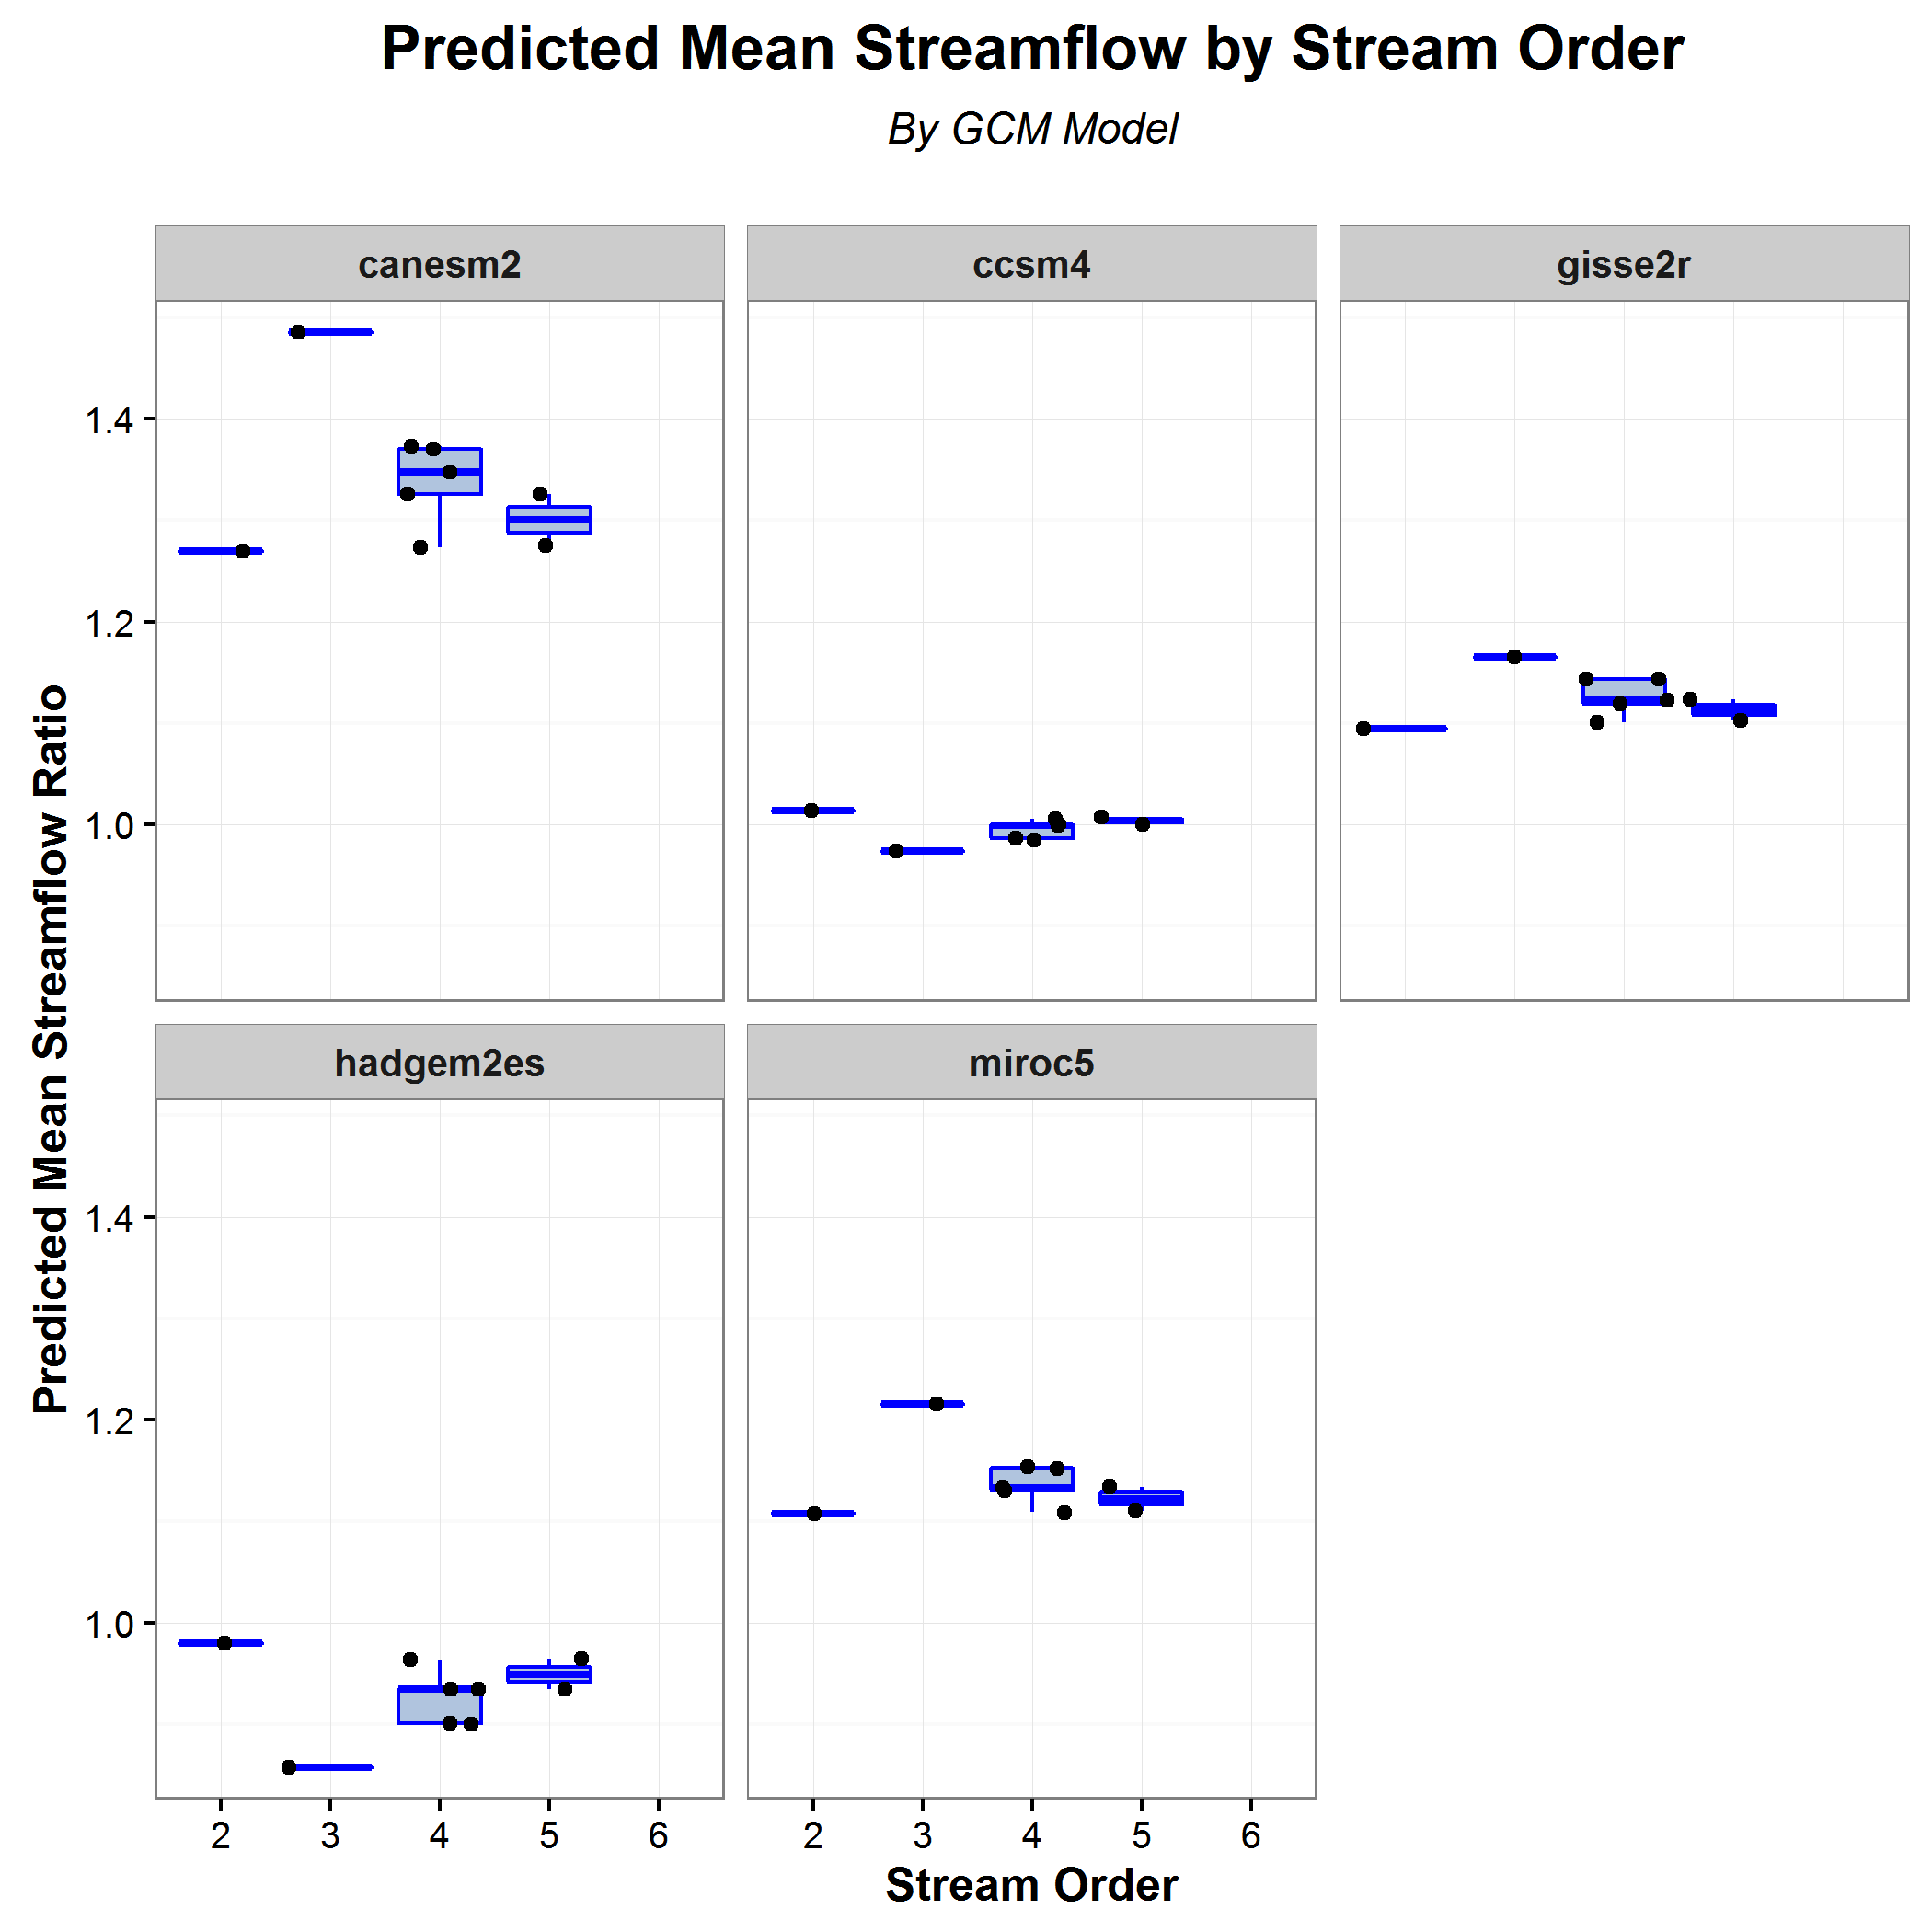 Predicted Mean Streamflow by Stream Order
By GCM Model
canesm2
ccsm4
gisse2r
1.4
1.2
1.0
Predicted Mean Streamflow Ratio
hadgem2es
miroc5
1.4
1.2
1.0
2 3 4 5 6
2 3 4 5 6
Stream Order